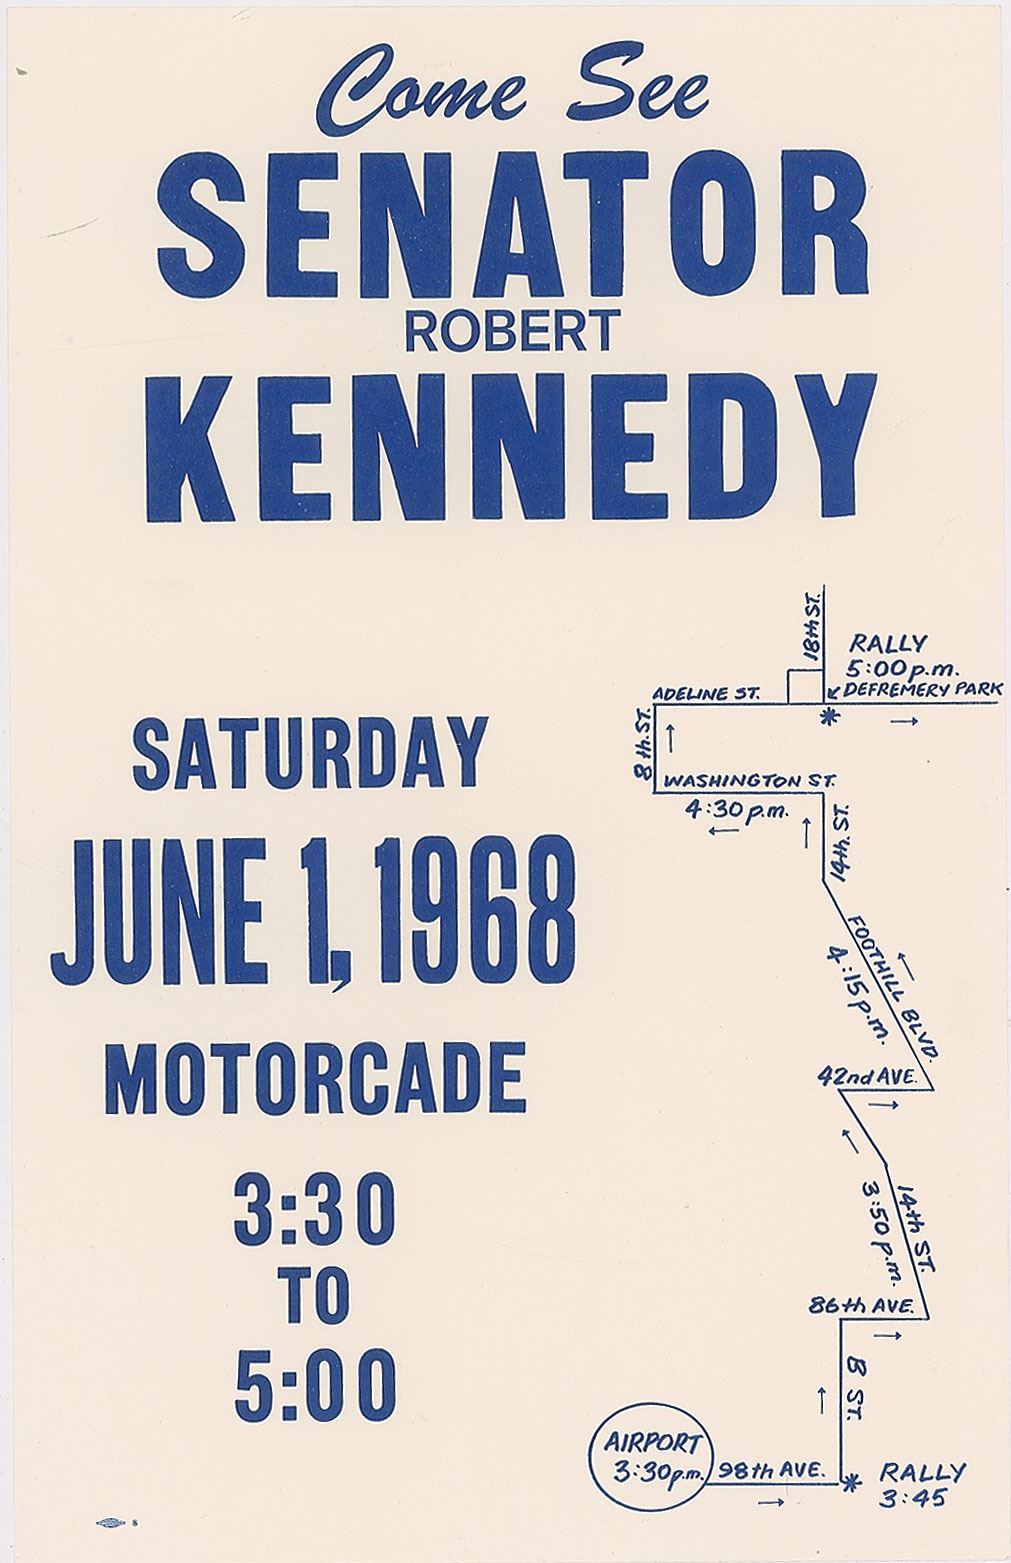 Come See
SENATOR
ROBERT
KENNEDY
SATURDAY
JUNE 1, 1968
MOTORCADE
3:30
TO
5:00
18th ST.
RALLY
5:00 p.m.
DEFREMERY PARK
ADELINE ST.
8th. ST.
WASHINGTON ST.
4:30 p.m.
14th ST.
FOOTHILL BLVD.
4:15 p.m.
42nd AVE.
14th ST.
3:50 p.m.
86th AVE.
B ST.
AIRPORT
3:30 p.m.
98th AVE.
RALLY
3:45